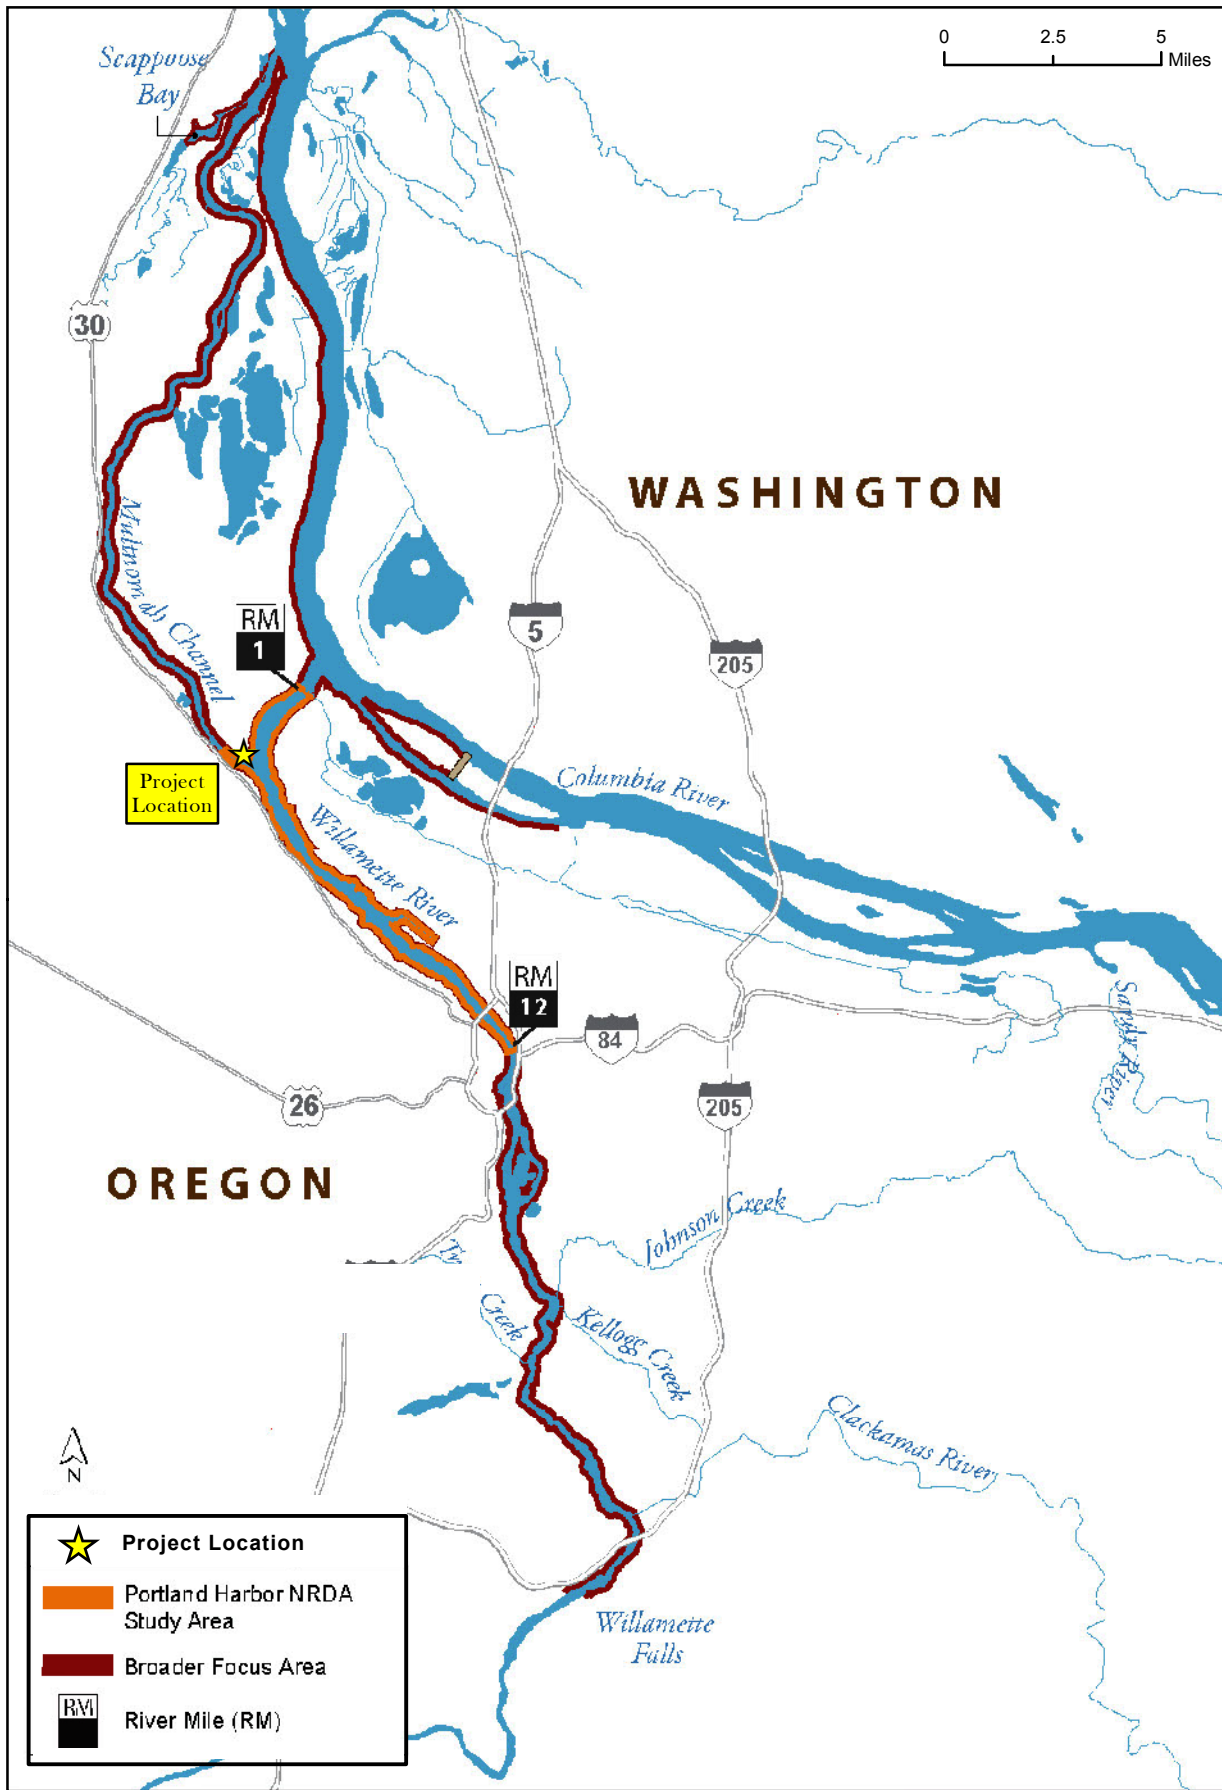 Scappoose
Bay
0 2.5 5
Miles
30
WASHINGTON
Multnomah Channel
RM
1
5
205
Project
Location
Columbia River
Willamette River
RM
12
84
Sandy River
26
205
OREGON
Johnson Creek
Tr
Creek
Kellogg Creek
Clackamas River
N
Willamette
Falls
Project Location
Portland Harbor NRDA
Study Area
Broader Focus Area
RM
River Mile (RM)